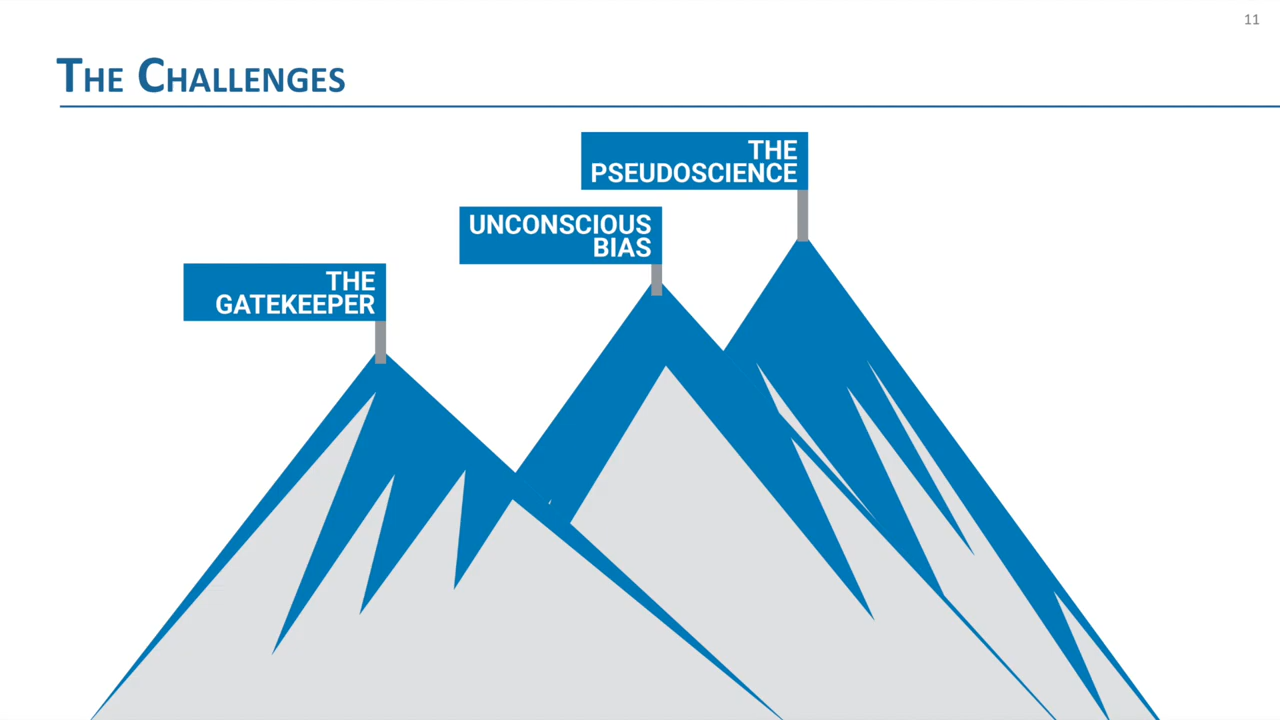 11
The Challenges
THE
PSEUDOSCIENCE
UNCONSCIOUS
BIAS
THE
GATEKEEPER